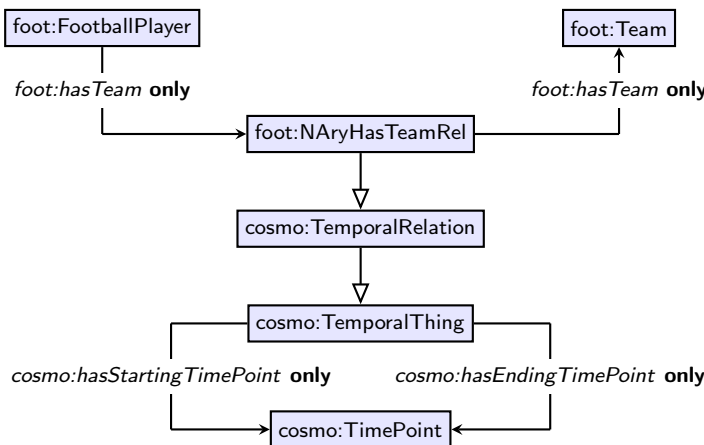 foot:FootballPlayer
foot:Team
foot:hasTeam only
foot:hasTeam only
foot:NAryHasTeamRel
cosmo:TemporalRelation
cosmo:TemporalThing
cosmo:hasStartingTimePoint only
cosmo:hasEndingTimePoint only
cosmo:TimePoint